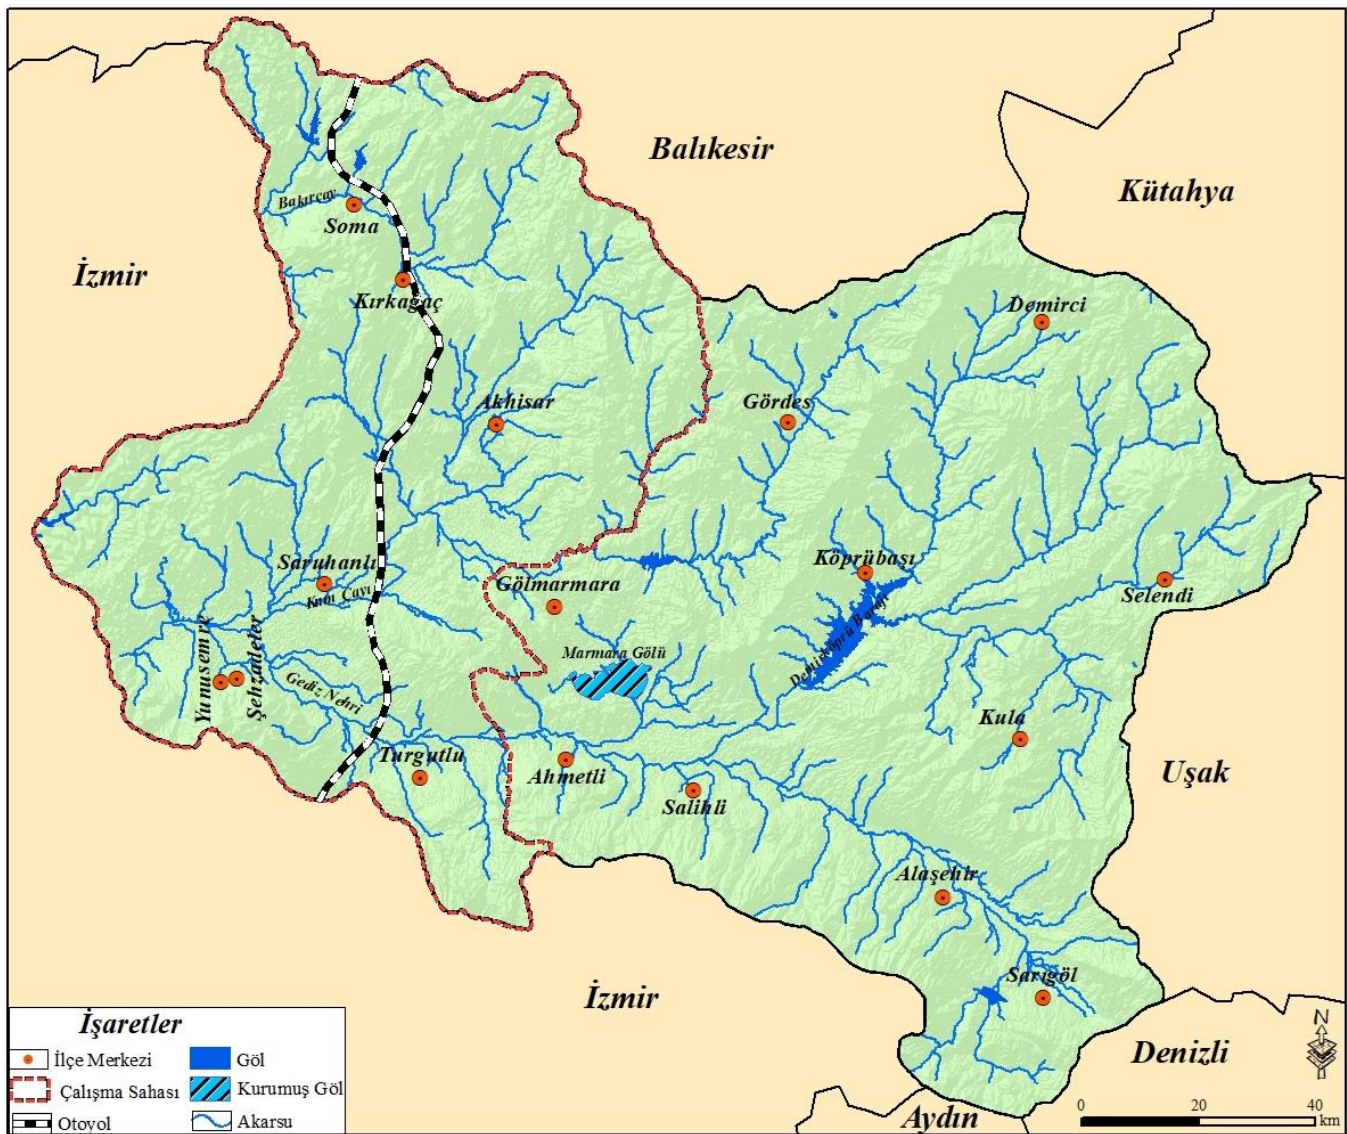 Balıkesir
Kütahya
Bakırçay
Soma
İzmir
Kırkağaç
Demirci
Akhisar
Gördes
Saruhanlı
Kum Çayı
Gölmarmara
Köprübaşı
Selendi
Yunusemre
Şehzadeler
Gediz Nehri
Marmara Gölü
Demirköprü Barajı
Kula
Turgutlu
Ahmetli
Salihli
Uşak
Alaşehir
Sarıgöl
İzmir
Denizli
Aydın
İşaretler
İlçe Merkezi
Göl
Çalışma Sahası
Kurumuş Göl
Otoyol
Akarsu
N
0 20 40
km